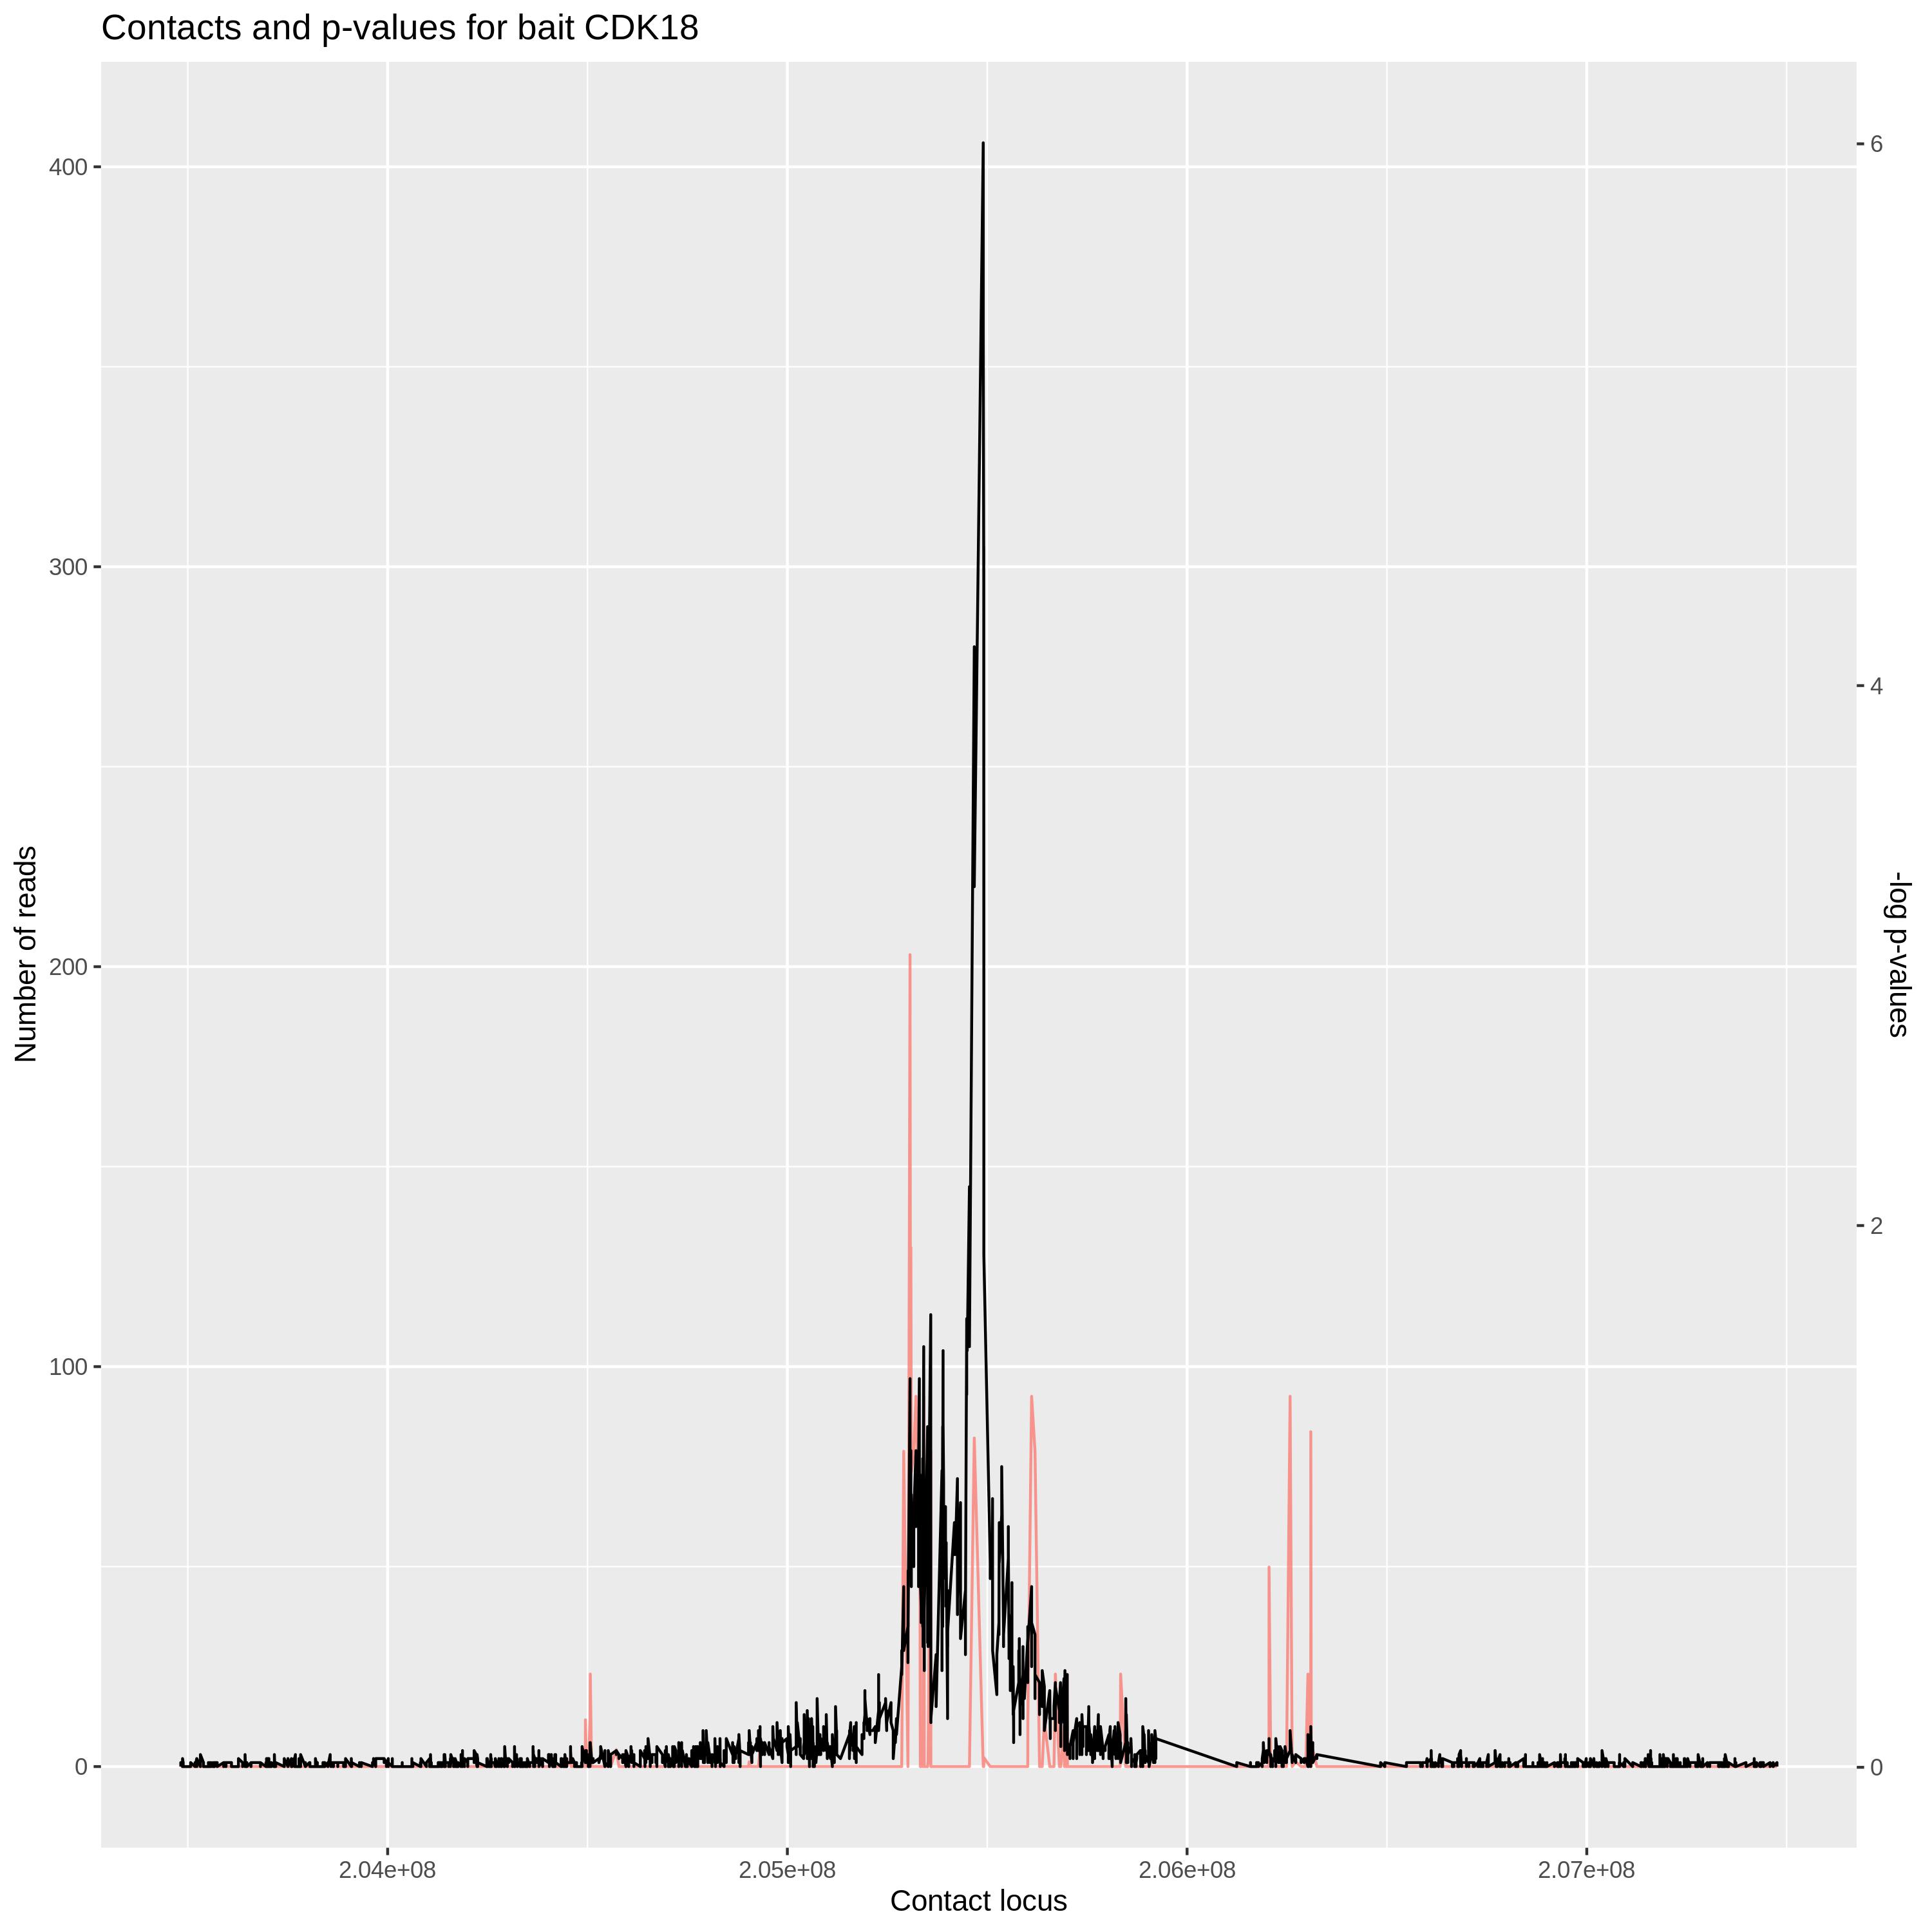 Contacts and p-values for bait CDK18
400
300
200
100
0
Number of reads
6
4
2
0
-log p-values
2.04e+08
2.05e+08
2.06e+08
2.07e+08
Contact locus